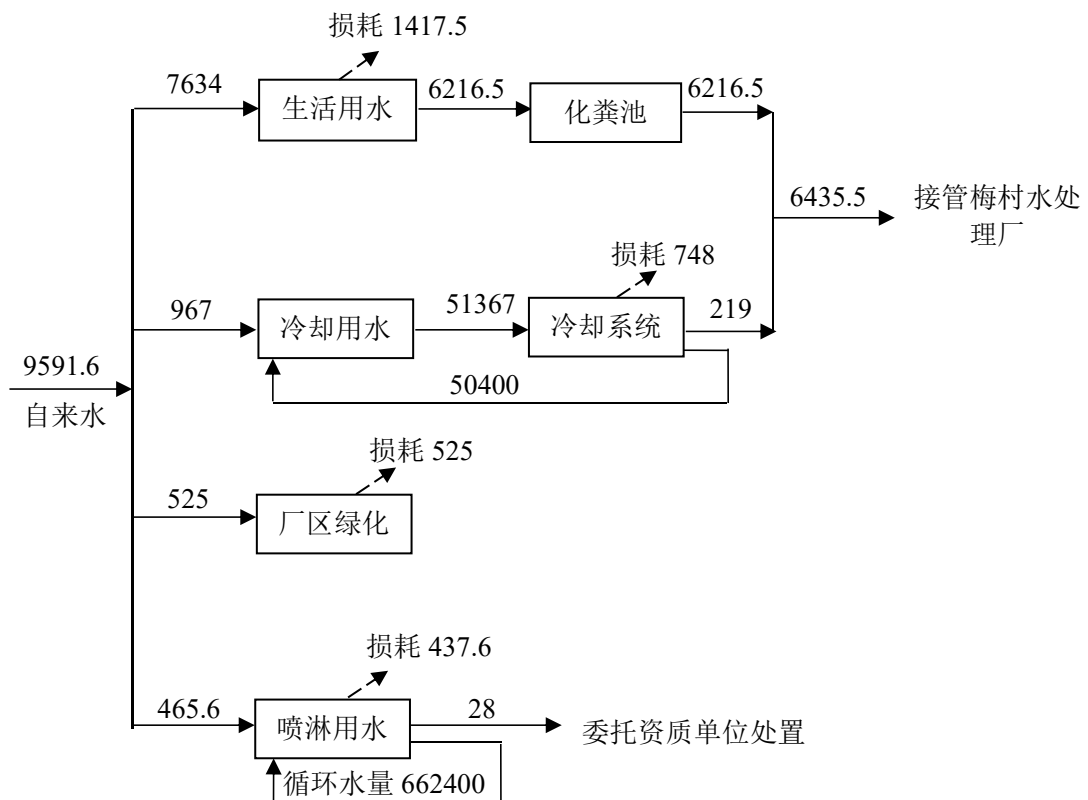 损耗 1417.5
7634
生活用水
6216.5
化粪池
6216.5
6435.5
接管梅村水处
理厂
损耗 748
967
冷却用水
51367
冷却系统
219
9591.6
自来水
50400
损耗 525
525
厂区绿化
损耗 437.6
465.6
喷淋用水
28
委托资质单位处置
循环水量 662400